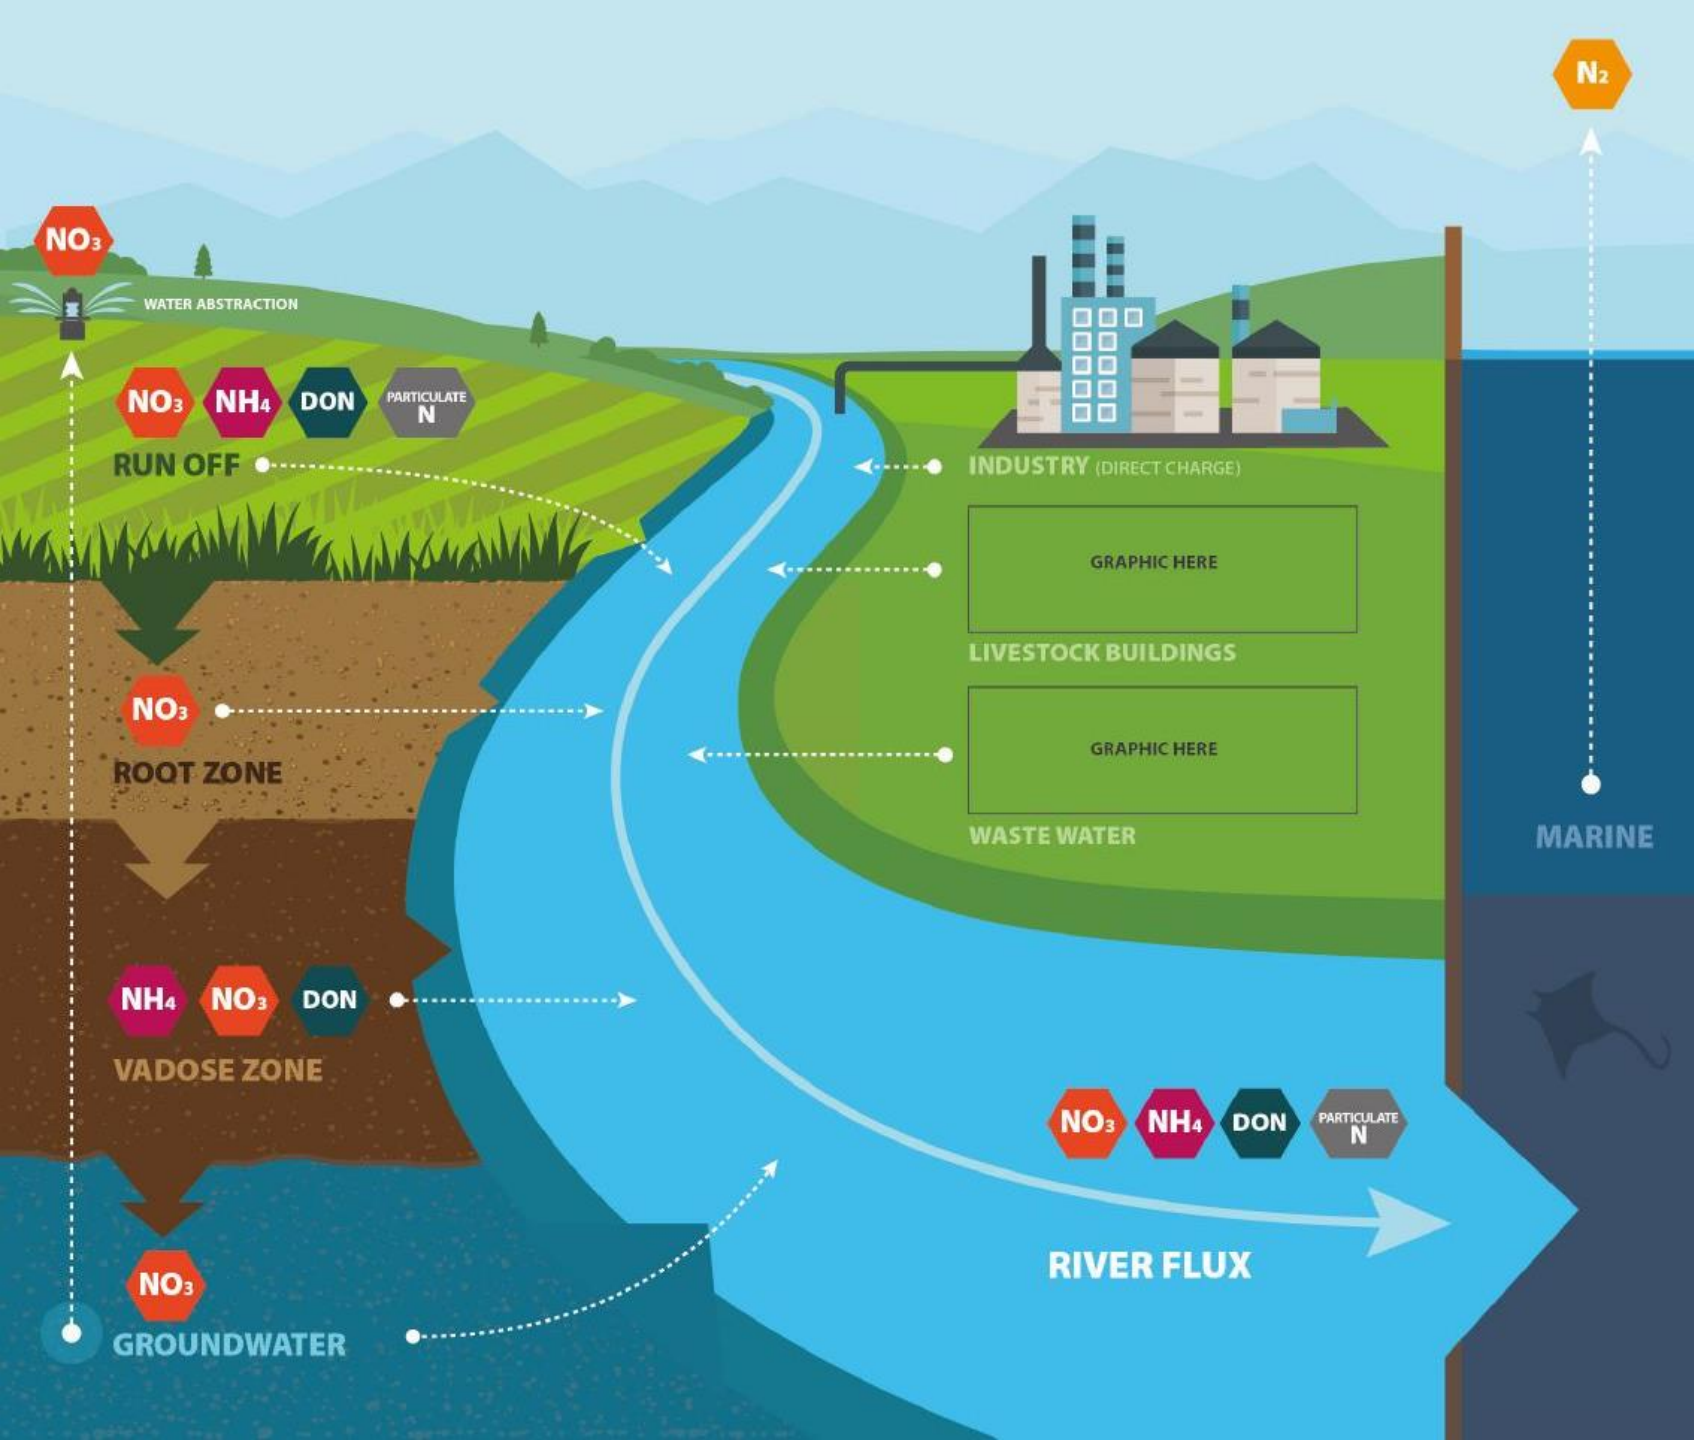 N2
NO3
WATER ABSTRACTION
NO3 NH4 DON PARTICULATE N
RUN OFF
INDUSTRY (DIRECT CHARGE)
GRAPHIC HERE
LIVESTOCK BUILDINGS
NO3
ROOT ZONE
GRAPHIC HERE
WASTE WATER
MARINE
NH4 NO3 DON
VADOSE ZONE
NO3 NH4 DON PARTICULATE N
RIVER FLUX
NO3
GROUNDWATER